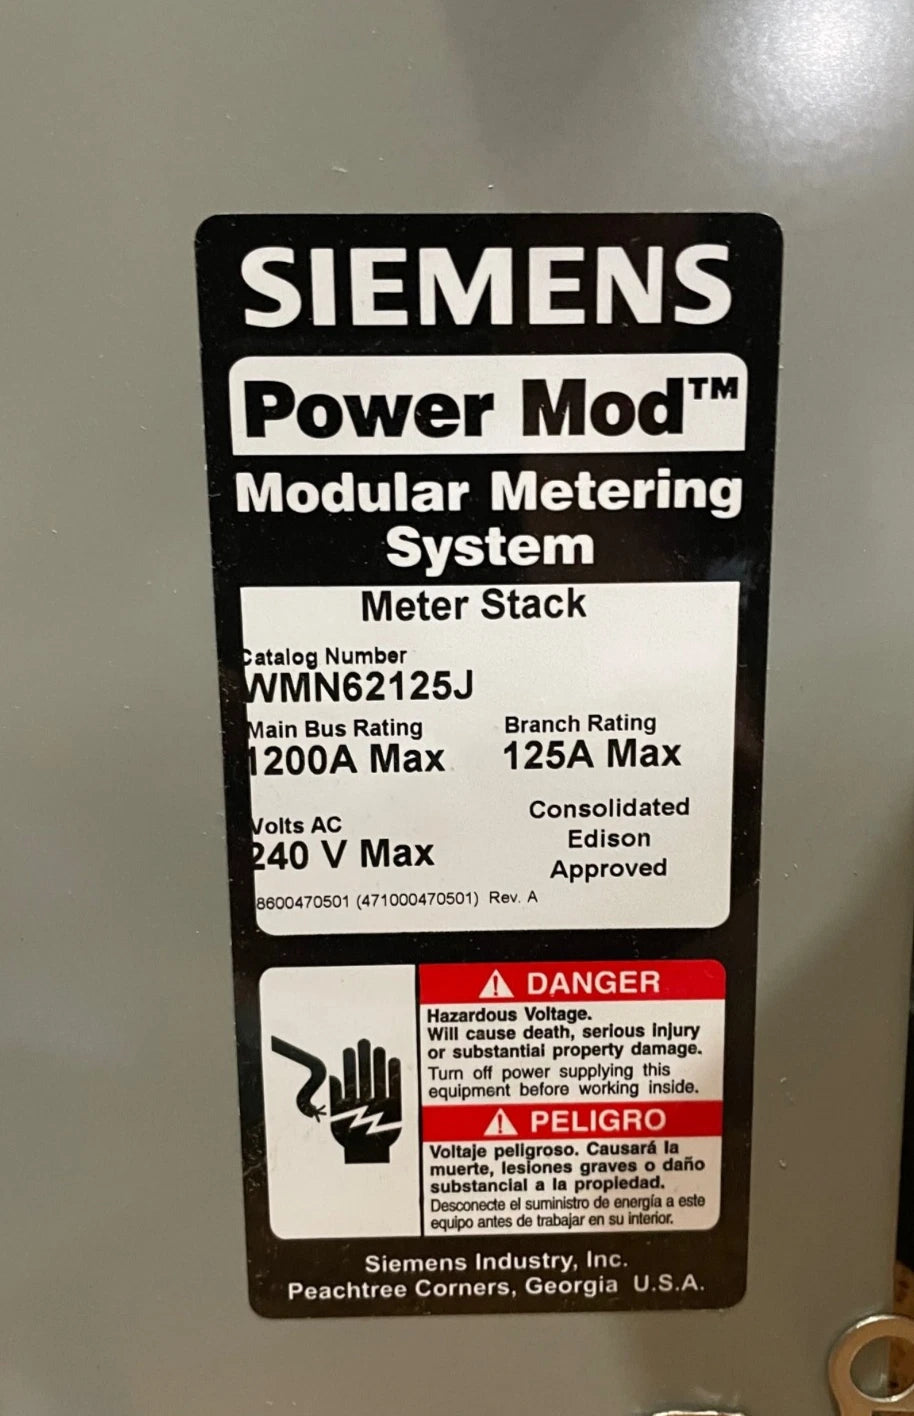 SIEMENS
Power Mod™
Modular Metering
System
Meter Stack
Catalog Number
WMN62125J
Main Bus Rating
1200A Max
Branch Rating
125A Max
Volts AC
240 V Max
Consolidated
Edison
Approved
8600470501 (471000470501) Rev. A
⚠ DANGER
Hazardous Voltage.
Will cause death, serious injury
or substantial property damage.
Turn off power supplying this
equipment before working inside.
⚠ PELIGRO
Voltaje peligroso. Causará la
muerte, lesiones graves o daño
substancial a la propiedad.
Desconecte el suministro de energía a este
equipo antes de trabajar en su interior.
Siemens Industry, Inc.
Peachtree Corners, Georgia U.S.A.